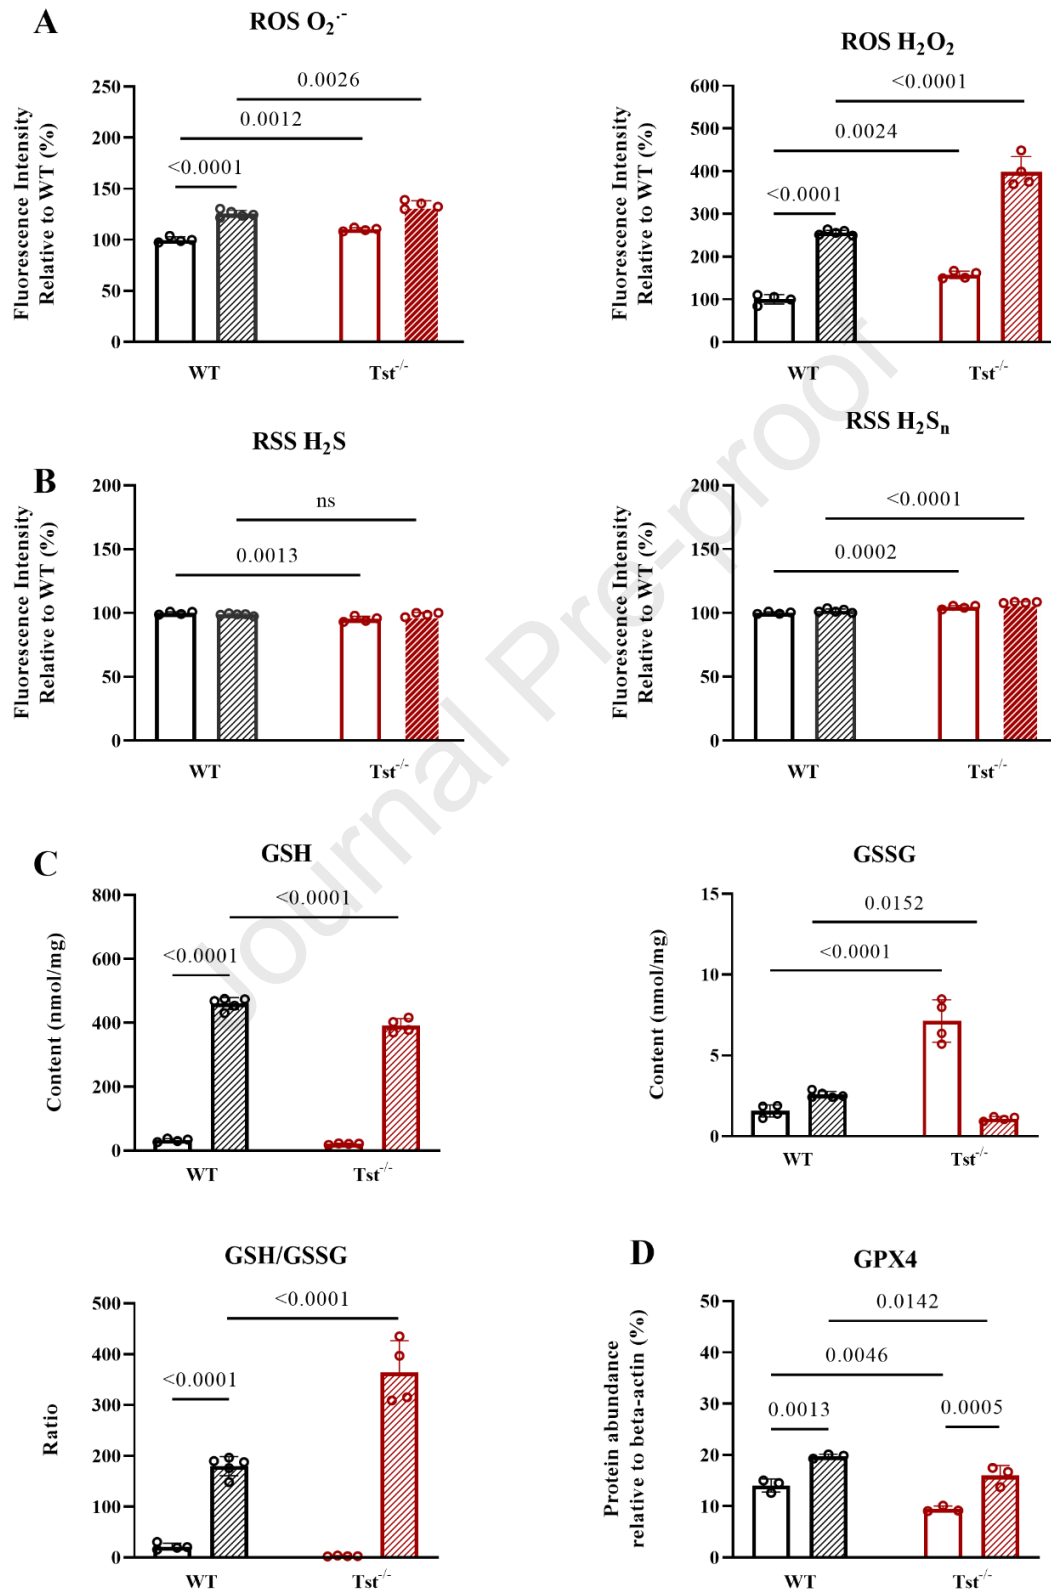 A
ROS O₂·⁻
Fluorescence Intensity
Relative to WT (%)
250
200
150
100
50
0
0.0026
0.0012
<0.0001
WT
Tst⁻/⁻
ROS H₂O₂
Fluorescence Intensity
Relative to WT (%)
600
500
400
300
200
100
0
<0.0001
0.0024
<0.0001
WT
Tst⁻/⁻
B
RSS H₂S
Fluorescence Intensity
Relative to WT (%)
200
150
100
50
0
ns
0.0013
WT
Tst⁻/⁻
RSS H₂Sₙ
Fluorescence Intensity
Relative to WT (%)
200
150
100
50
0
<0.0001
0.0002
WT
Tst⁻/⁻
Journal Pre-proof
C
GSH
Content (nmol/mg)
800
600
400
200
0
<0.0001
<0.0001
WT
Tst⁻/⁻
GSSG
Content (nmol/mg)
15
10
5
0
0.0152
<0.0001
WT
Tst⁻/⁻
GSH/GSSG
Ratio
500
400
300
200
100
0
<0.0001
<0.0001
WT
Tst⁻/⁻
D
GPX4
Protein abundance
relative to beta-actin (%)
50
40
30
20
10
0
0.0142
0.0046
0.0013
0.0005
WT
Tst⁻/⁻